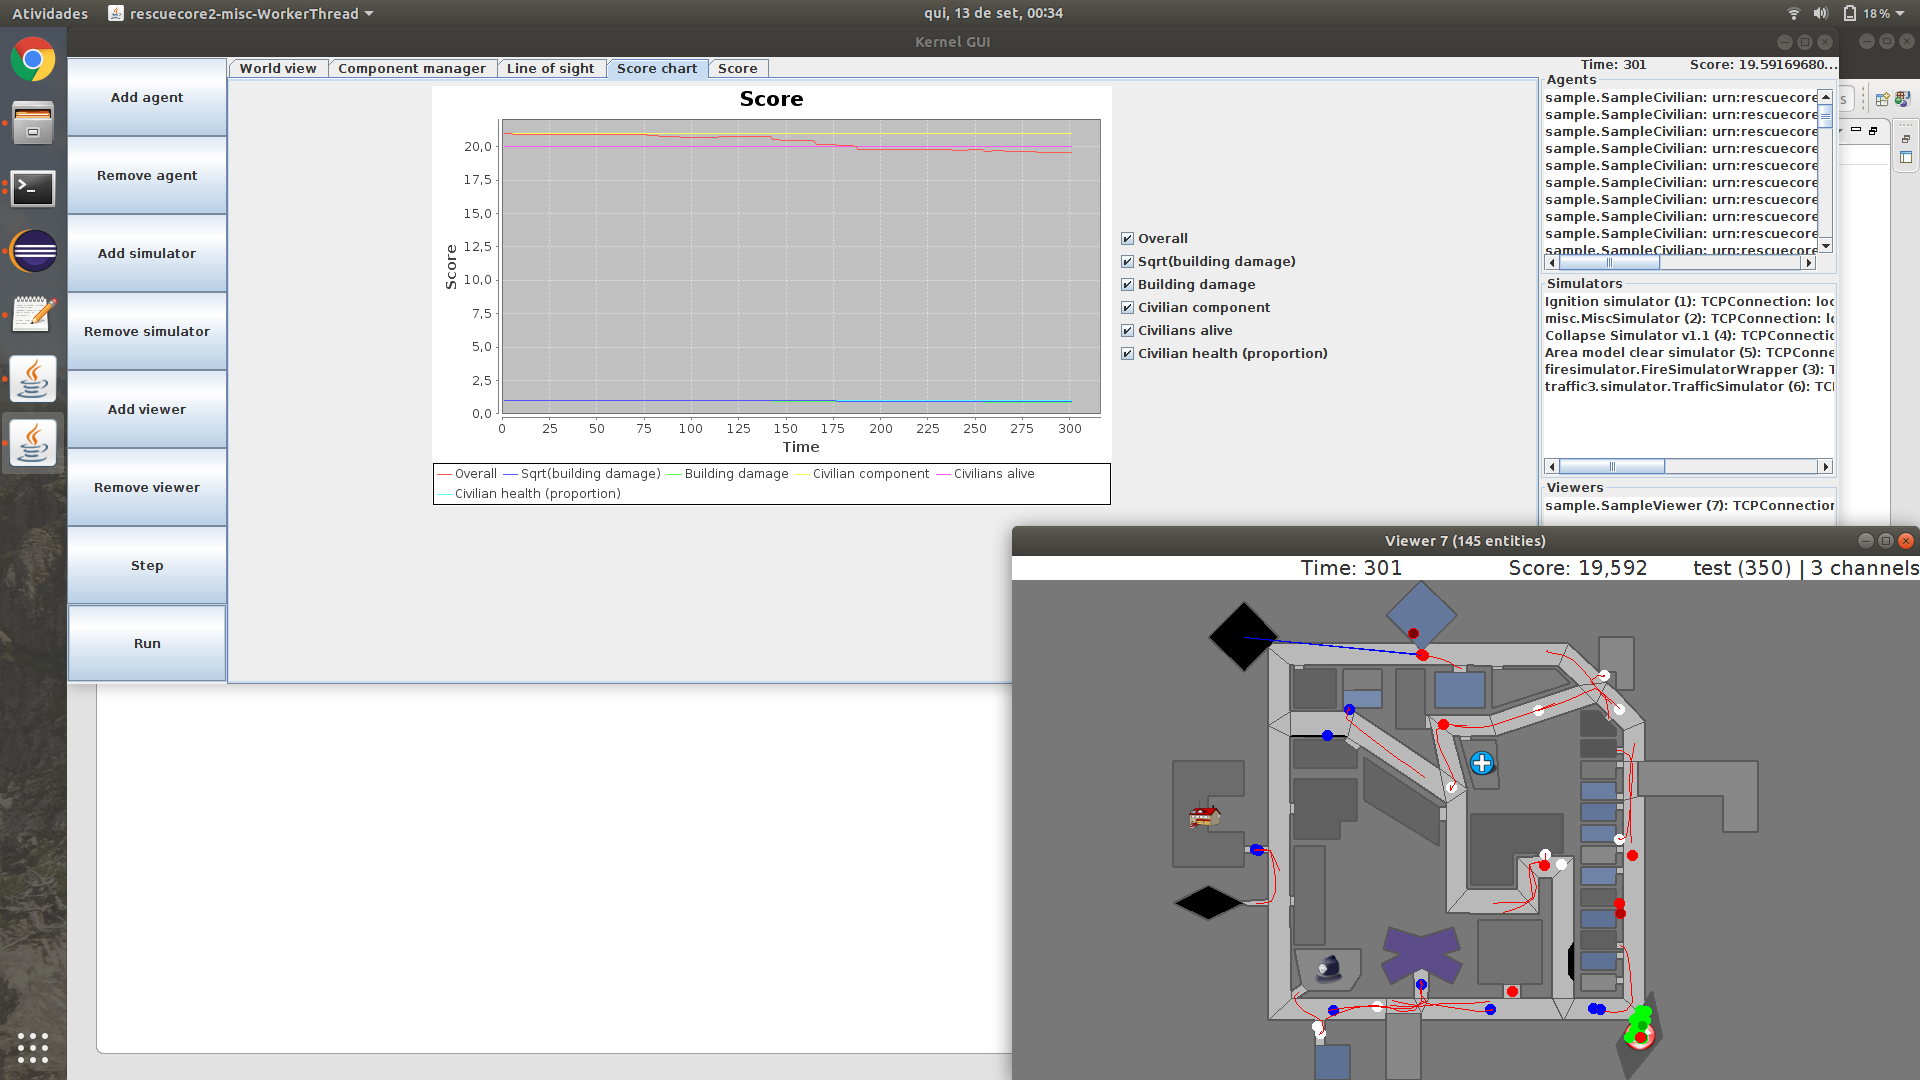 Atividades
rescuecore2-misc-WorkerThread
qui, 13 de set, 00:34
18%
Kernel GUI
Add agent
Remove agent
Add simulator
Remove simulator
Add viewer
Remove viewer
Step
Run
World view
Component manager
Line of sight
Score chart
Score
Time: 301
Score: 19.59169680...
Score
Score
20,0
17,5
15,0
12,5
10,0
7,5
5,0
2,5
0,0
0 25 50 75 100 125 150 175 200 225 250 275 300
Time
Overall Sqrt(building damage) Building damage Civilian component Civilians alive
Civilian health (proportion)
Overall
Sqrt(building damage)
Building damage
Civilian component
Civilians alive
Civilian health (proportion)
Agents
sample.SampleCivilian: urn:rescuecore
sample.SampleCivilian: urn:rescuecore
sample.SampleCivilian: urn:rescuecore
sample.SampleCivilian: urn:rescuecore
sample.SampleCivilian: urn:rescuecore
sample.SampleCivilian: urn:rescuecore
sample.SampleCivilian: urn:rescuecore
sample.SampleCivilian: urn:rescuecore
sample.SampleCivilian: urn:rescuecore
sample.SampleCivilian: urn:rescuecore
Simulators
Ignition simulator (1): TCPConnection: loc
misc.MiscSimulator (2): TCPConnection: l
Collapse Simulator v1.1 (4): TCPConnectio
Area model clear simulator (5): TCPConne
firesimulator.FireSimulatorWrapper (3): T
traffic3.simulator.TrafficSimulator (6): TC
Viewers
sample.SampleViewer (7): TCPConnection
s
Viewer 7 (145 entities)
Time: 301
Score: 19,592
test (350) | 3 channels